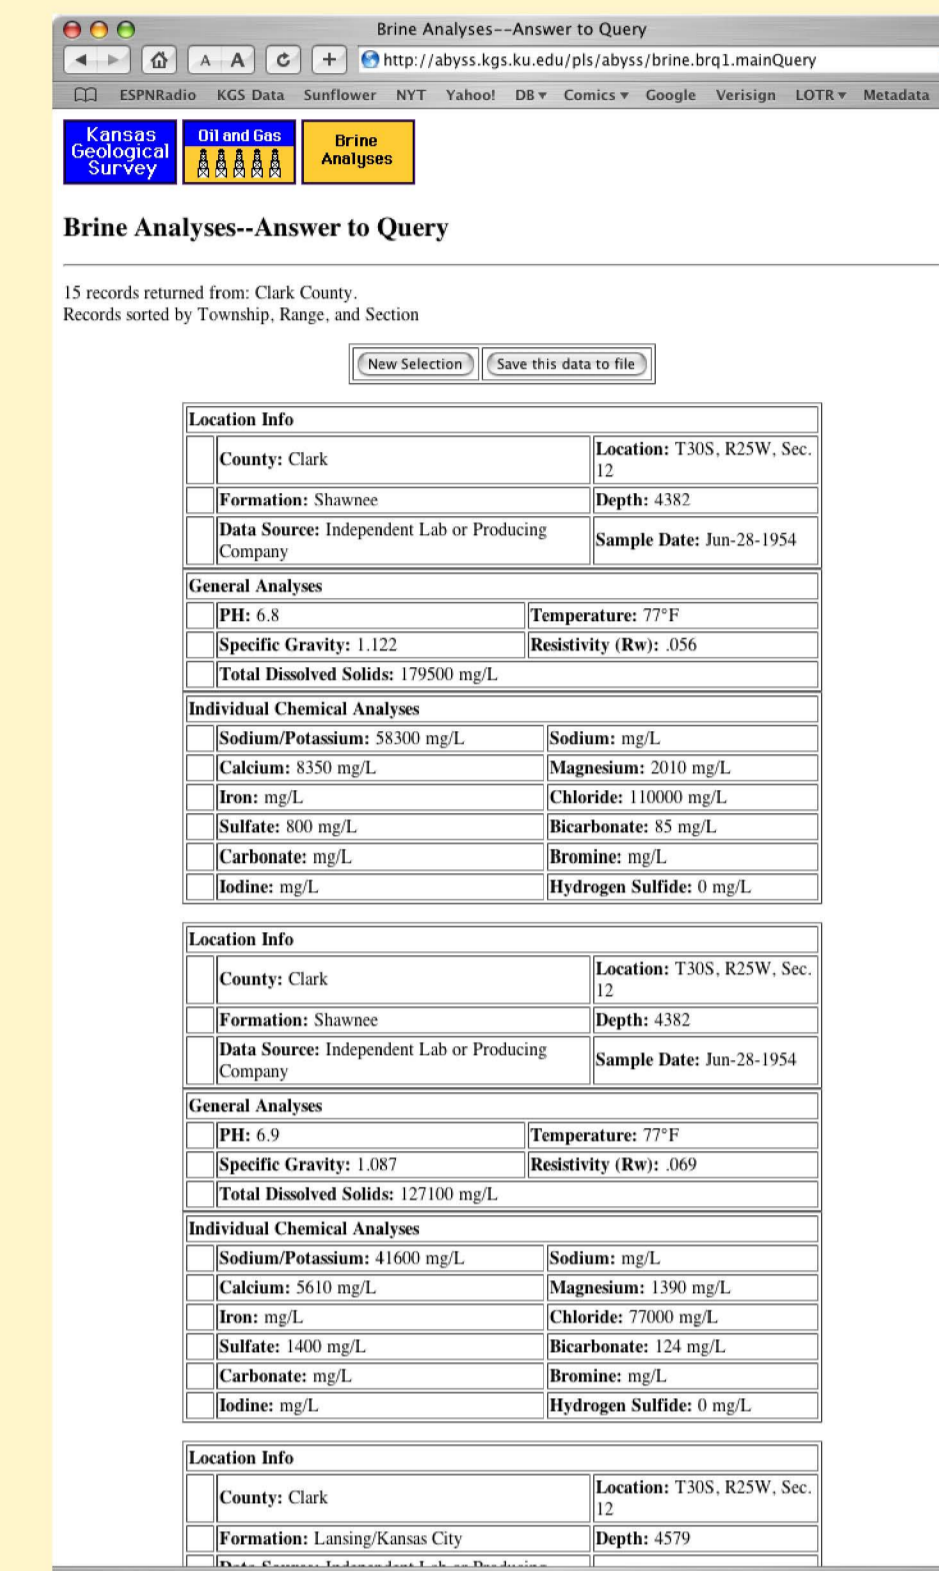 Brine Analyses--Answer to Query
A A + http://abyss.kgs.ku.edu/pls/abyss/brine.brq1.mainQuery
ESPNRadio KGS Data Sunflower NYT Yahoo! DB ▾ Comics ▾ Google Verisign LOTR ▾ Metadata
Kansas
Geological
Survey
Oil and Gas
Brine
Analyses
Brine Analyses--Answer to Query
15 records returned from: Clark County.
Records sorted by Township, Range, and Section
New Selection Save this data to file
Location Info
County: Clark Location: T30S, R25W, Sec.
12
Formation: Shawnee Depth: 4382
Data Source: Independent Lab or Producing
Company Sample Date: Jun-28-1954
General Analyses
PH: 6.8 Temperature: 77°F
Specific Gravity: 1.122 Resistivity (Rw): .056
Total Dissolved Solids: 179500 mg/L
Individual Chemical Analyses
Sodium/Potassium: 58300 mg/L Sodium: mg/L
Calcium: 8350 mg/L Magnesium: 2010 mg/L
Iron: mg/L Chloride: 110000 mg/L
Sulfate: 800 mg/L Bicarbonate: 85 mg/L
Carbonate: mg/L Bromine: mg/L
Iodine: mg/L Hydrogen Sulfide: 0 mg/L
Location Info
County: Clark Location: T30S, R25W, Sec.
12
Formation: Shawnee Depth: 4382
Data Source: Independent Lab or Producing
Company Sample Date: Jun-28-1954
General Analyses
PH: 6.9 Temperature: 77°F
Specific Gravity: 1.087 Resistivity (Rw): .069
Total Dissolved Solids: 127100 mg/L
Individual Chemical Analyses
Sodium/Potassium: 41600 mg/L Sodium: mg/L
Calcium: 5610 mg/L Magnesium: 1390 mg/L
Iron: mg/L Chloride: 77000 mg/L
Sulfate: 1400 mg/L Bicarbonate: 124 mg/L
Carbonate: mg/L Bromine: mg/L
Iodine: mg/L Hydrogen Sulfide: 0 mg/L
Location Info
County: Clark Location: T30S, R25W, Sec.
12
Formation: Lansing/Kansas City Depth: 4579
Data Source: Independent Lab or Producing